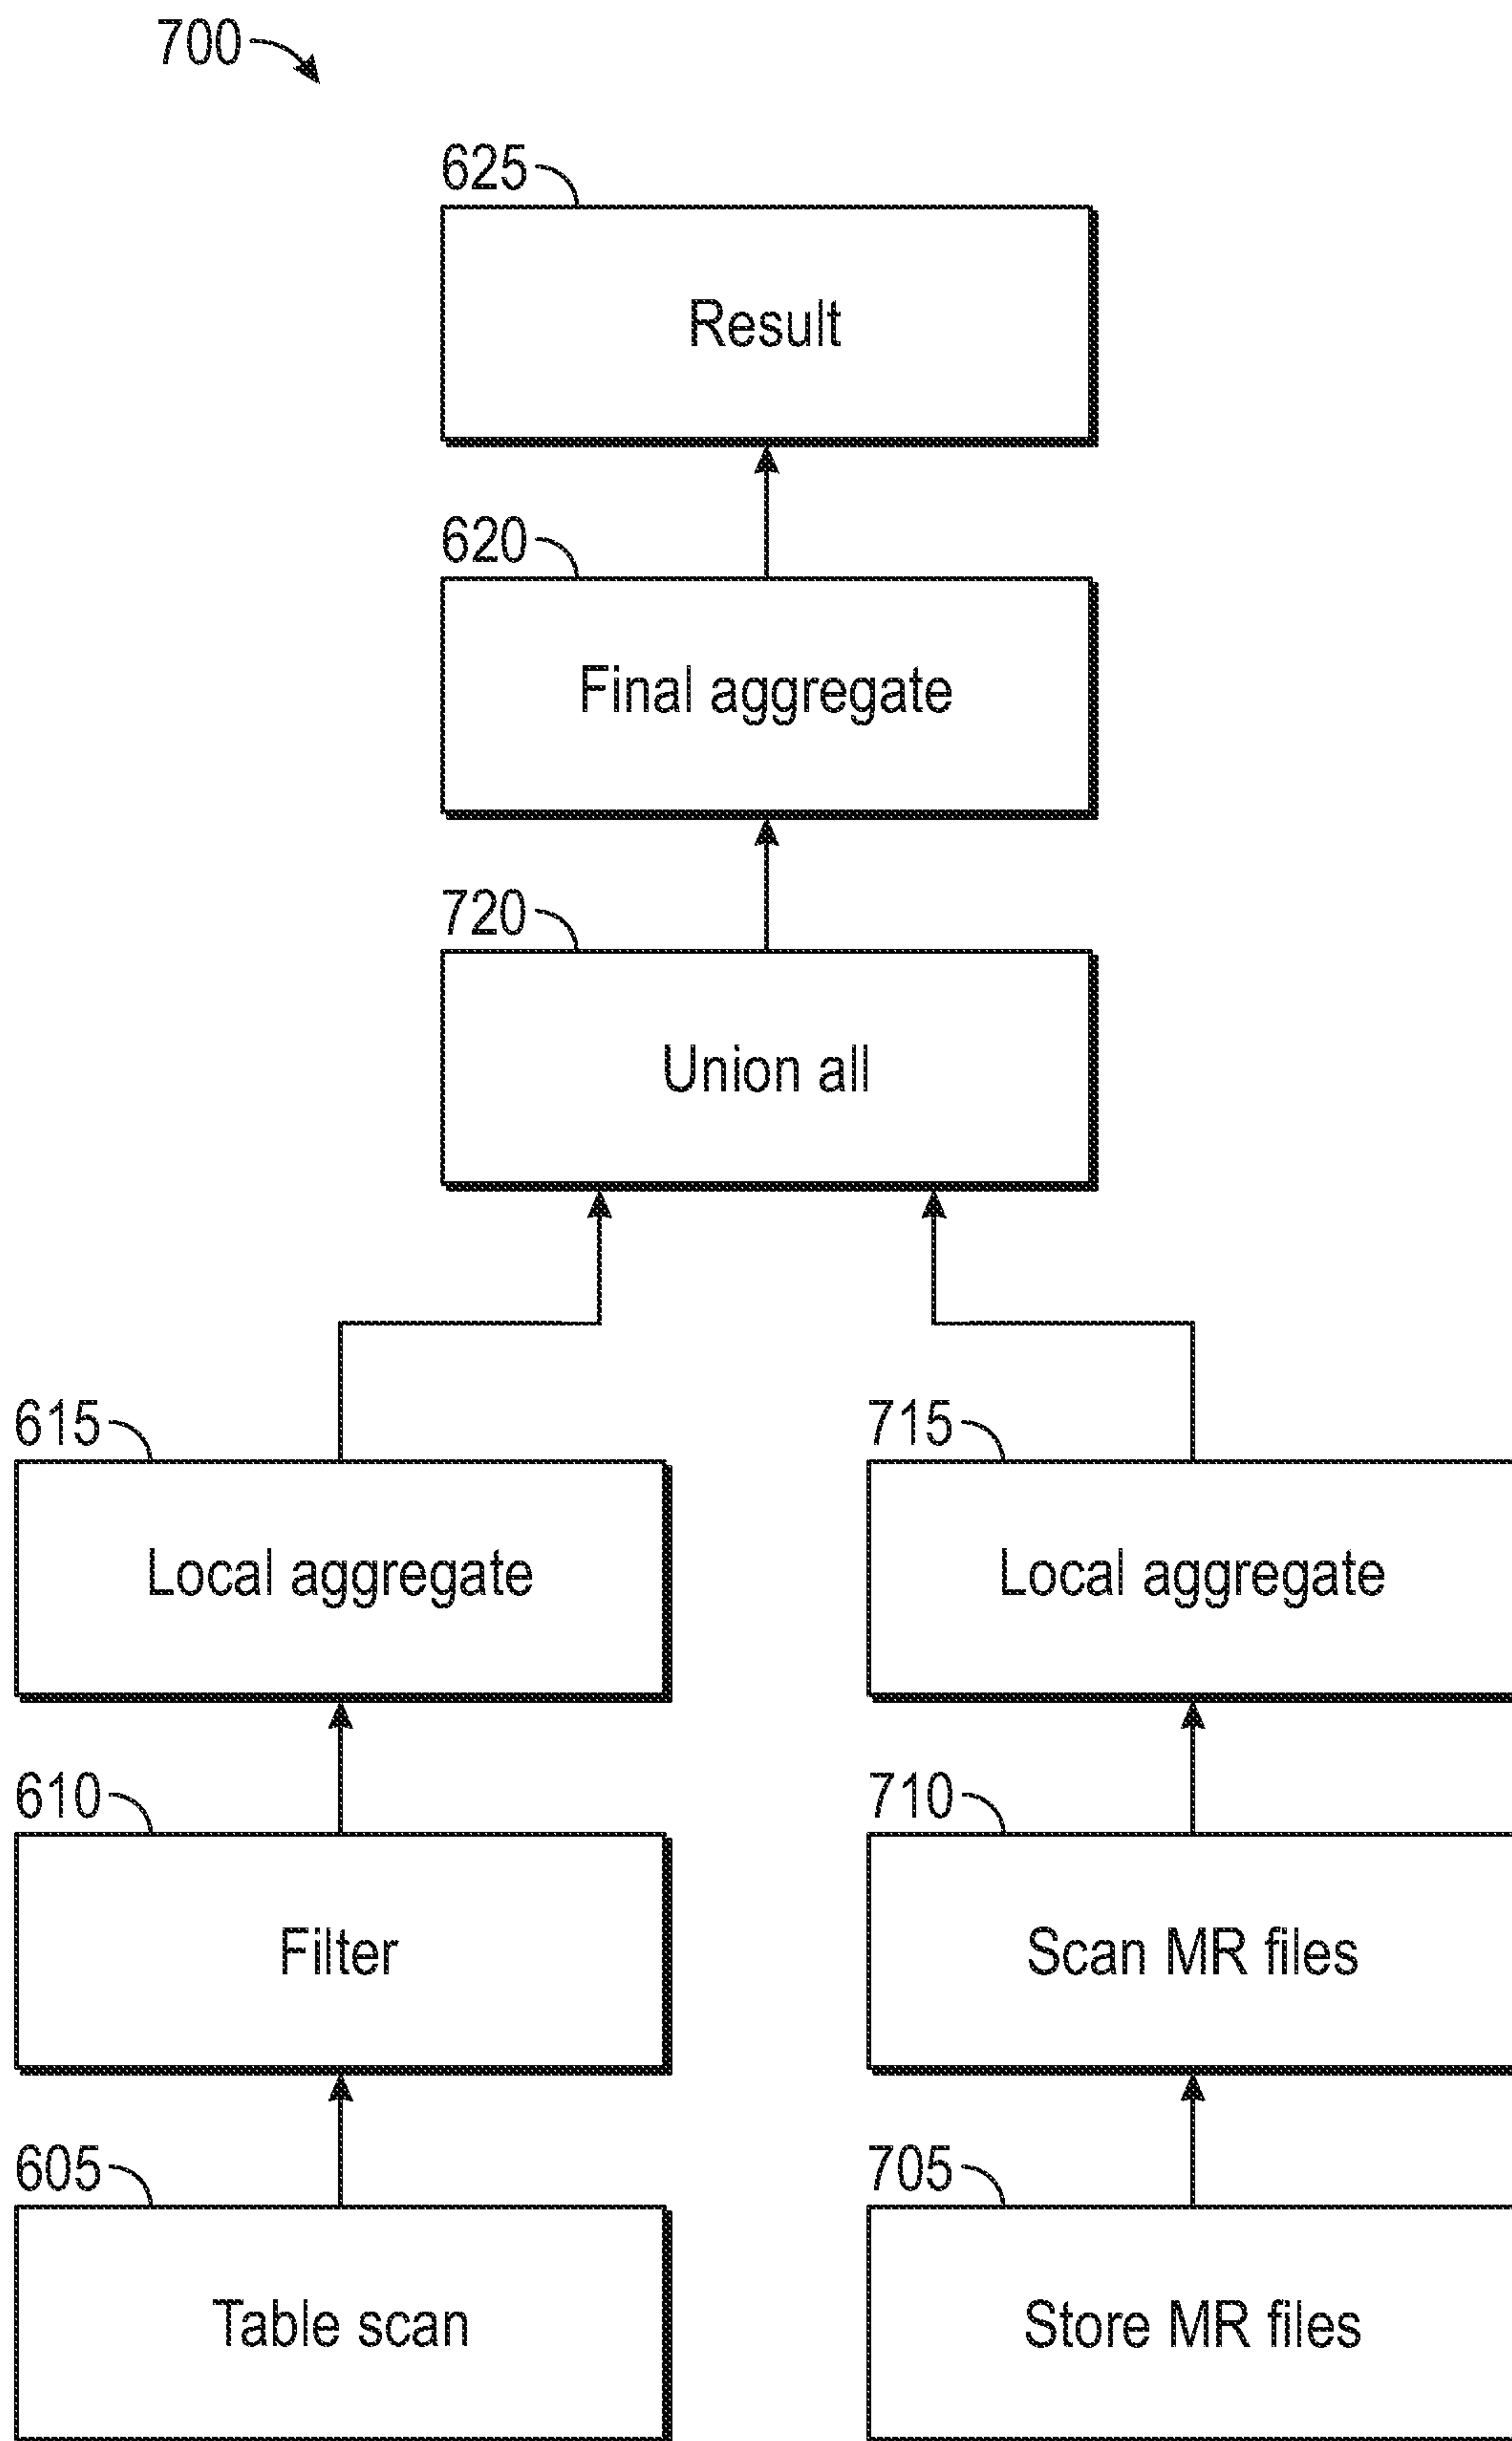 700
625
Result
620
Final aggregate
720
Union all
615
Local aggregate
715
Local aggregate
610
Filter
710
Scan MR files
605
Table scan
705
Store MR files